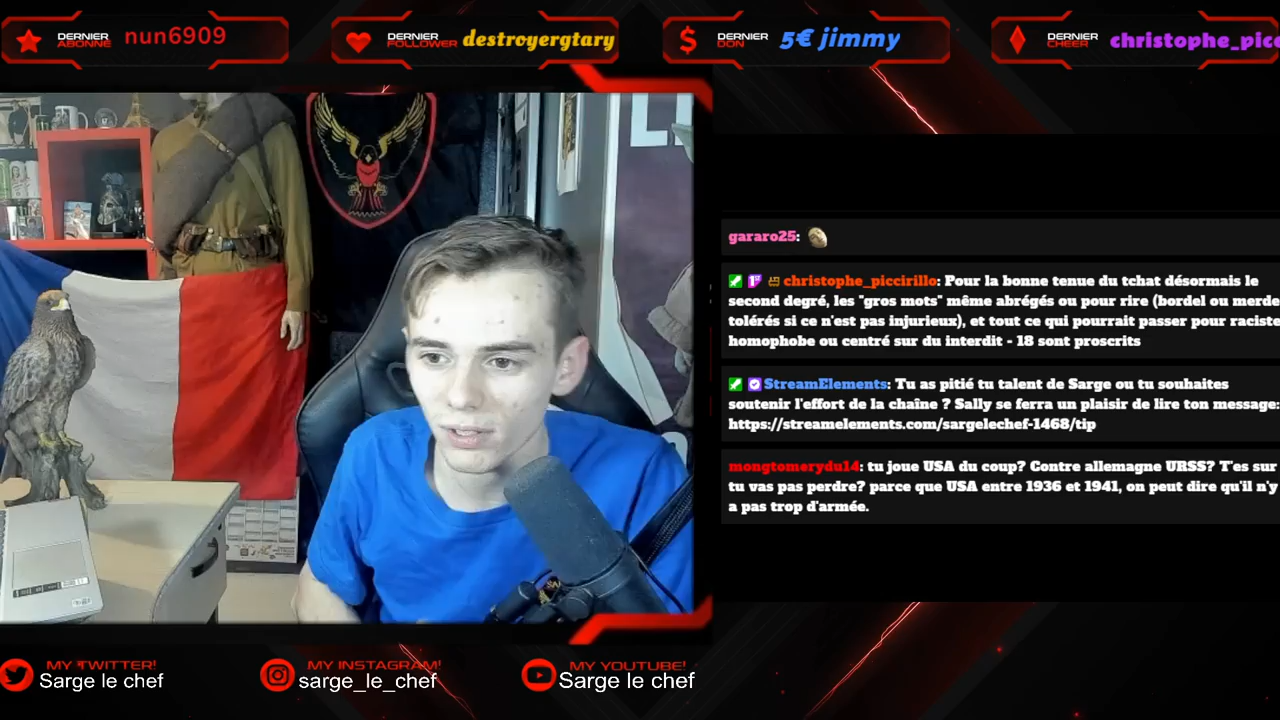 DERNIER
ABONNÉ
nun6909
DERNIER
FOLLOWER
destroyergtary
DERNIER
DON
5€ jimmy
DERNIER
CHEER
christophe_picc
gararo25:
christophe_piccirillo: Pour la bonne tenue du tchat désormais le
second degré, les "gros mots" même abrégés ou pour rire (bordel ou merde
tolérés si ce n'est pas injurieux), et tout ce qui pourrait passer pour raciste
homophobe ou centré sur du interdit - 18 sont proscrits
StreamElements: Tu as pitié tu talent de Sarge ou tu souhaites
soutenir l'effort de la chaîne ? Sally se ferra un plaisir de lire ton message:
https://streamelements.com/sargelechef-1468/tip
mongtomerydu14: tu joue USA du coup? Contre allemagne URSS? T'es sur
tu vas pas perdre? parce que USA entre 1936 et 1941, on peut dire qu'il n'y
a pas trop d'armée.
MY TWITTER!
Sarge le chef
MY INSTAGRAM!
sarge_le_chef
MY YOUTUBE!
Sarge le chef